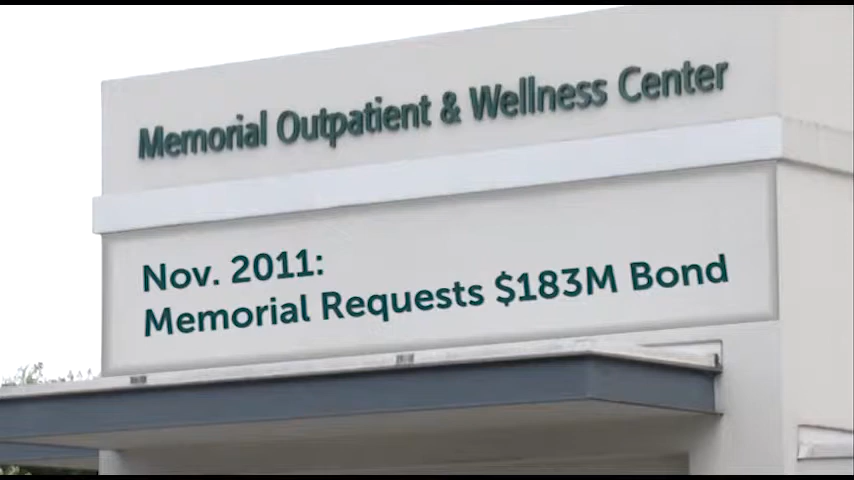 Memorial Outpatient & Wellness Center
Nov. 2011:
Memorial Requests $183M Bond